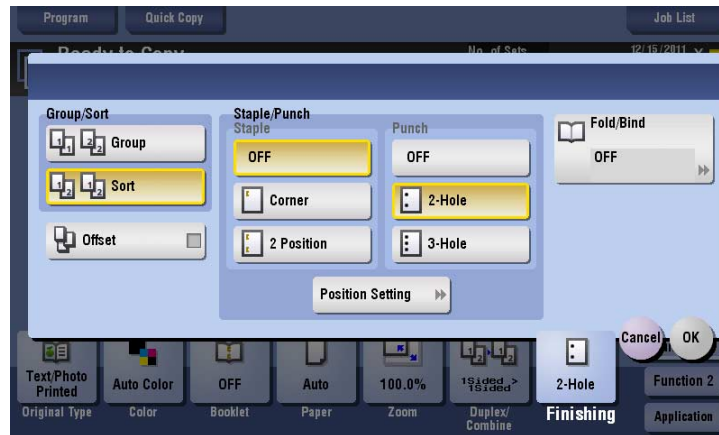 Program
Quick Copy
Job List
Ready to Copy
No. of Sets
12/15/2011
Group/Sort
Group
Sort
Offset
Staple/Punch
Staple
OFF
Corner
2 Position
Punch
OFF
2-Hole
3-Hole
Position Setting
Fold/Bind
OFF
Cancel
OK
Text/Photo
Printed
Original Type
Auto Color
Color
OFF
Booklet
Auto
Paper
100.0%
Zoom
1Sided >
1Sided
Duplex/
Combine
2-Hole
Finishing
Function 2
Application